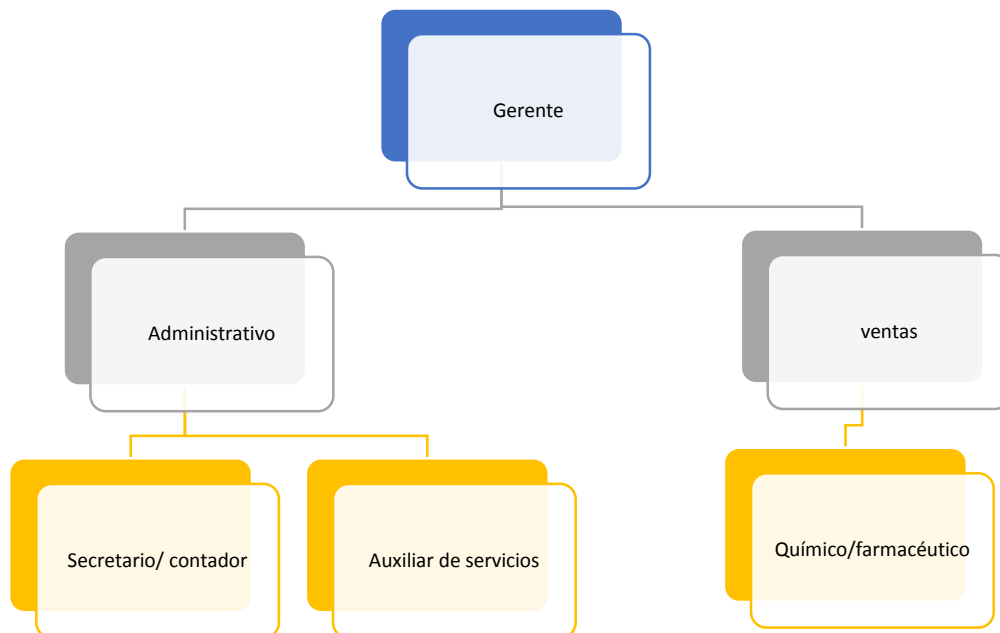 Gerente
Administrativo
ventas
Secretario/ contador
Auxiliar de servicios
Químico/farmacéutico